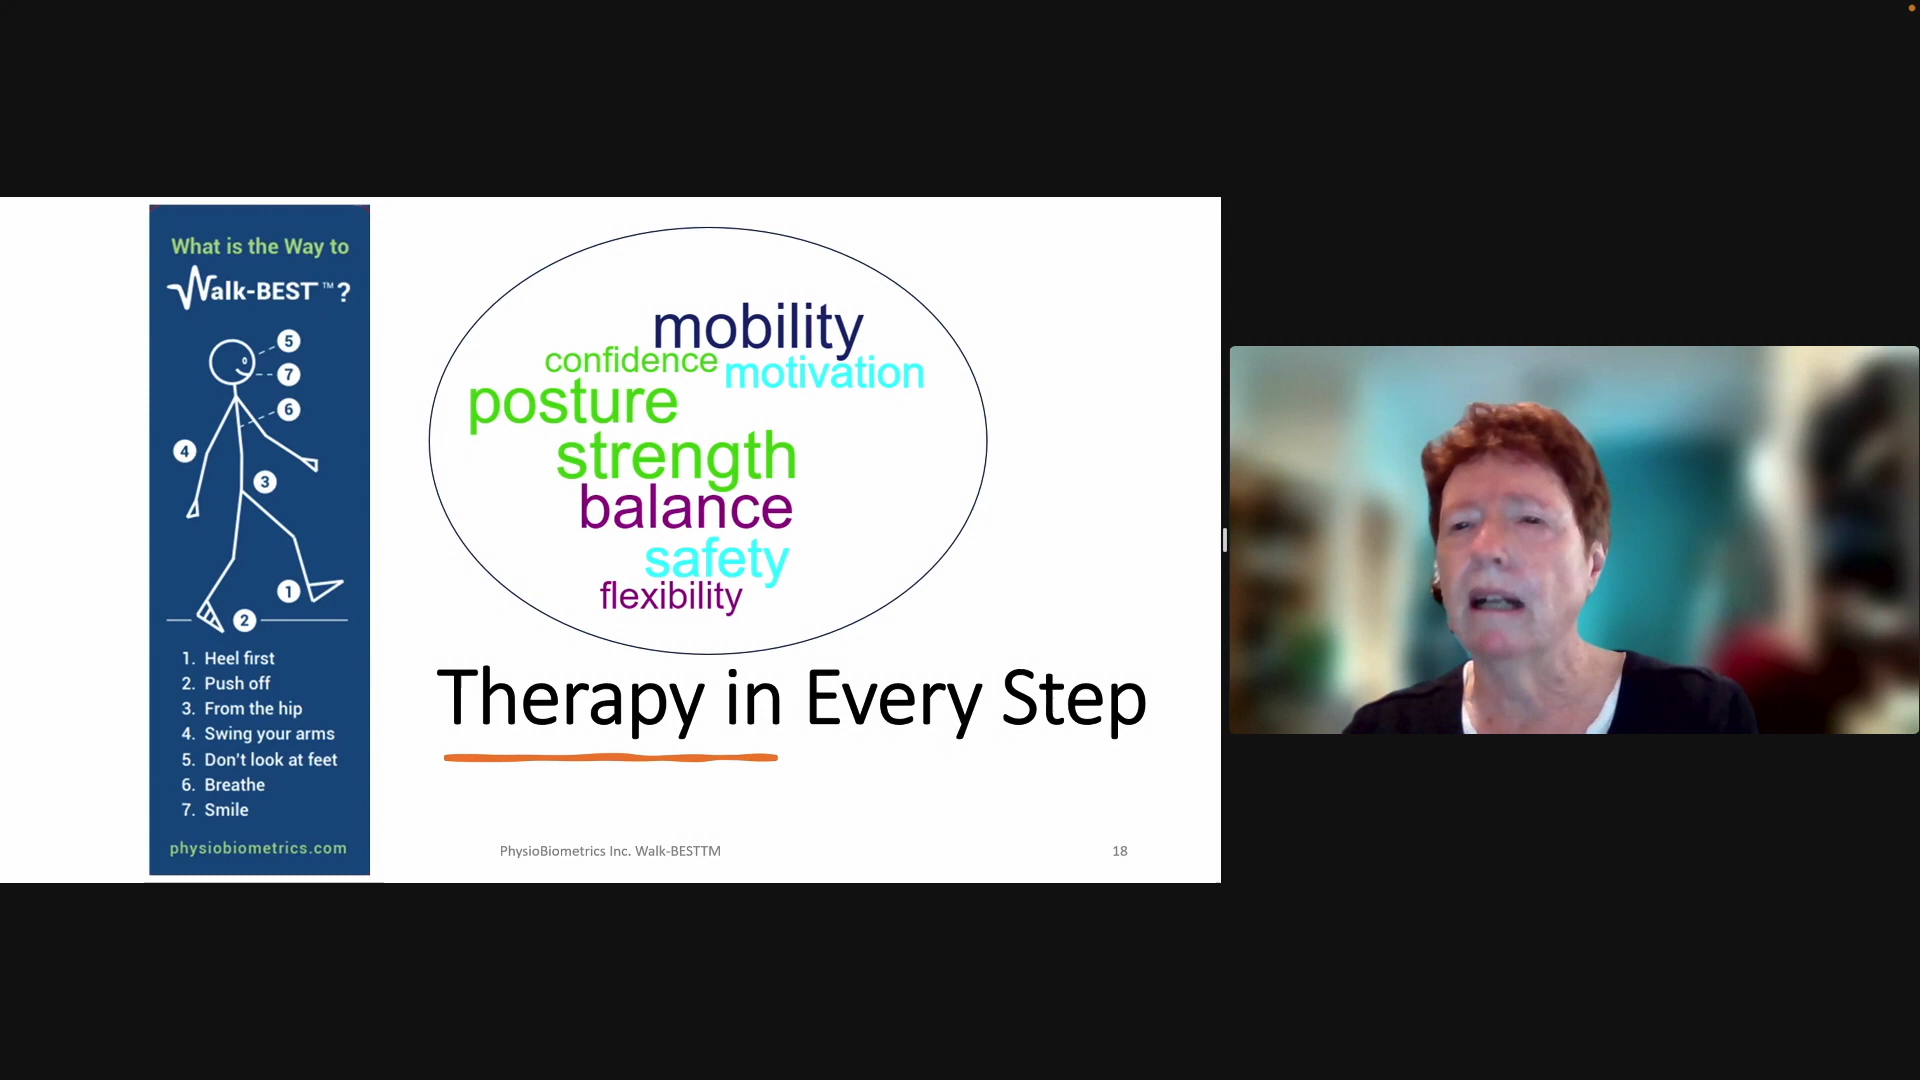 What is the Way to
Walk-BEST™?
5
7
6
4
3
1
2
1. Heel first
2. Push off
3. From the hip
4. Swing your arms
5. Don't look at feet
6. Breathe
7. Smile
physiobiometrics.com
mobility
confidence
motivation
posture
strength
balance
safety
flexibility
Therapy in Every Step
PhysioBiometrics Inc. Walk-BESTTM
18